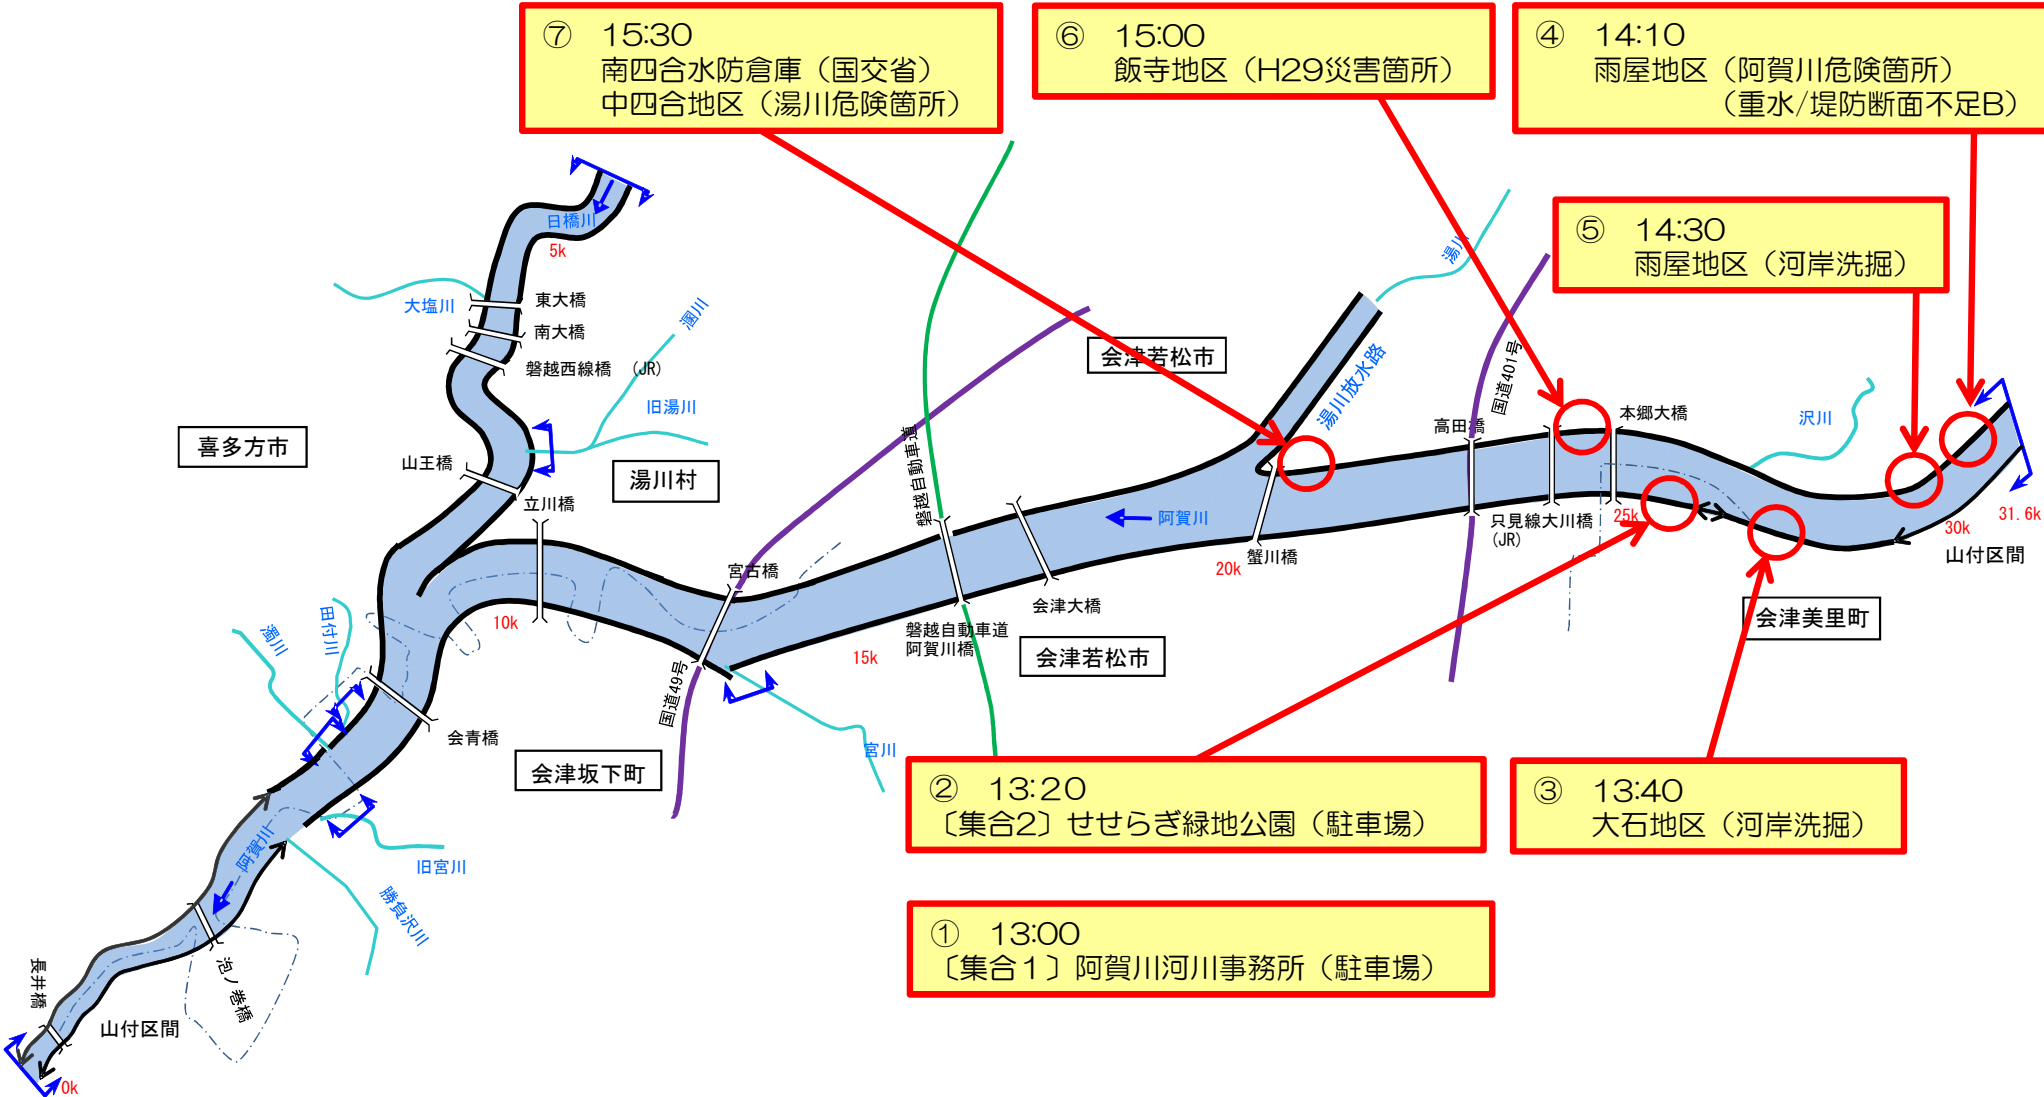 ⑦ 15:30
南四合水防倉庫（国交省）
中四合地区（湯川危険箇所）
⑥ 15:00
飯寺地区（H29災害箇所）
④ 14:10
雨屋地区（阿賀川危険箇所）
（重水/堤防断面不足B）
⑤ 14:30
雨屋地区（河岸洗掘）
日橋川
5k
大塩川
東大橋
南大橋
磐越西線橋 （JR）
旧湯川
喜多方市
山王橋
湯川村
立川橋
会津若松市
湯川
湯川放水路
国道401号
高田橋
本郷大橋
沢川
磐越自動車道
阿賀川
蟹川橋
只見線大川橋
(JR)
25k
30k
31.6k
山付区間
20k
宮古橋
会津大橋
磐越自動車道
阿賀川橋
15k
会津若松市
会津美里町
10k
田付川
濁川
国道49号
会青橋
会津坂下町
宮川
② 13:20
〔集合2〕せせらぎ緑地公園（駐車場）
③ 13:40
大石地区（河岸洗掘）
阿賀川
旧宮川
勝負沢川
① 13:00
〔集合1〕阿賀川河川事務所（駐車場）
泡ノ巻橋
長井橋
山付区間
0k